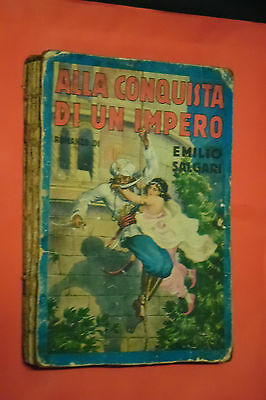 ALLA CONQUISTA
DI UN IMPERO
ROMANZO DI
EMILIO
SALGARI